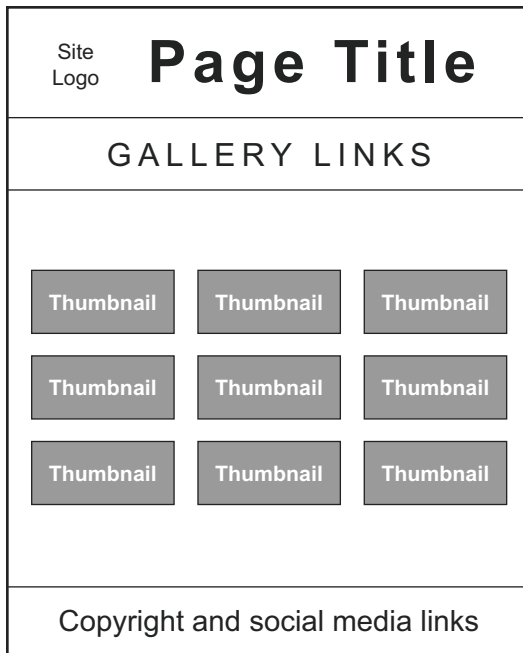 Site
Logo
Page Title
GALLERY LINKS
Thumbnail Thumbnail Thumbnail
Thumbnail Thumbnail Thumbnail
Thumbnail Thumbnail Thumbnail
Copyright and social media links